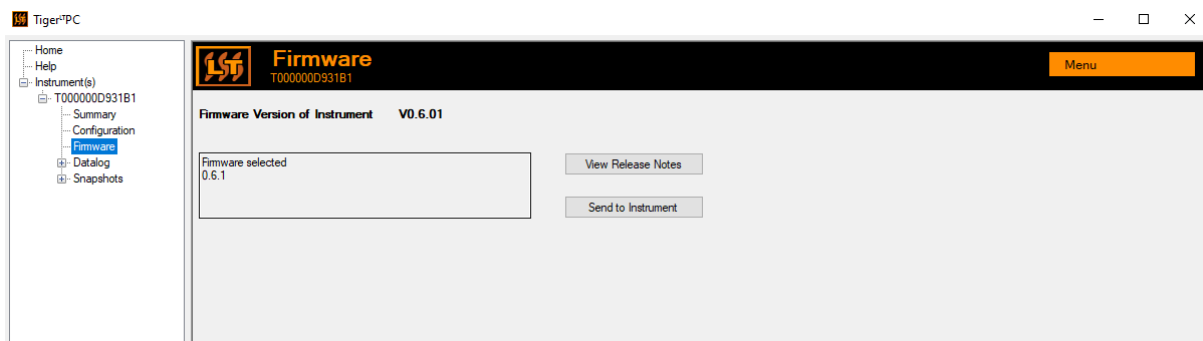 TigerLTPC
Home
Help
Instrument(s)
T000000D931B1
Summary
Configuration
Firmware
Datalog
Snapshots
Firmware
T000000D931B1
Menu
Firmware Version of Instrument V0.6.01
Firmware selected
0.6.1
View Release Notes
Send to Instrument